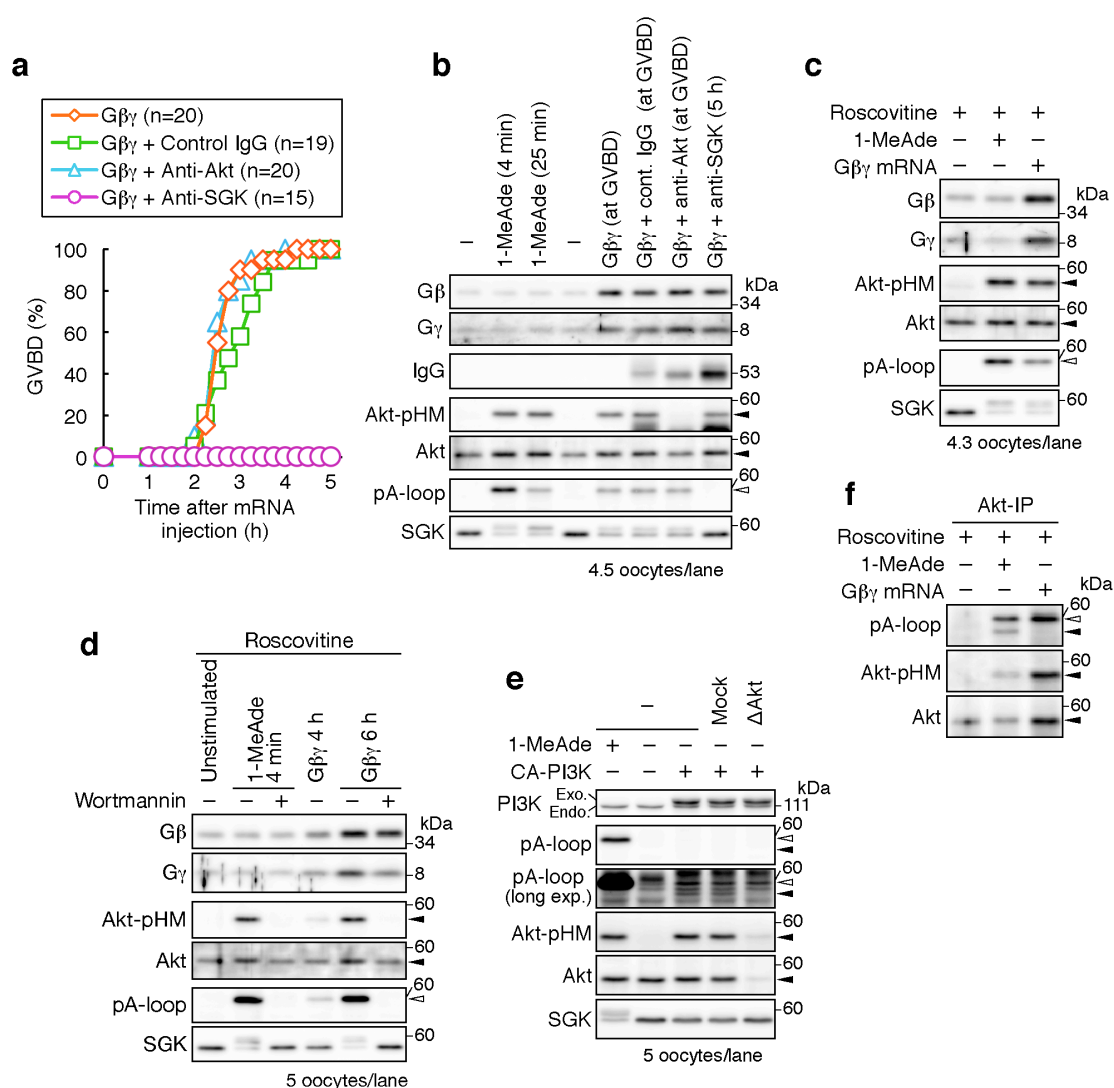 a
Gβγ (n=20)
Gβγ + Control IgG (n=19)
Gβγ + Anti-Akt (n=20)
Gβγ + Anti-SGK (n=15)
GVBD (%)
100
80
60
40
20
0
0 1 2 3 4 5
Time after mRNA
injection (h)
b
–
1-MeAde (4 min)
1-MeAde (25 min)
–
Gβγ (at GVBD)
Gβγ + cont. IgG (at GVBD)
Gβγ + anti-Akt (at GVBD)
Gβγ + anti-SGK (5 h)
kDa
Gβ 34
Gγ 8
IgG 53
Akt-pHM 60
Akt 60
pA-loop 60
SGK 60
4.5 oocytes/lane
c
Roscovitine + + +
1-MeAde – + –
Gβγ mRNA – – +
kDa
Gβ 34
Gγ 8
Akt-pHM 60
Akt 60
pA-loop 60
SGK 60
4.3 oocytes/lane
d
Roscovitine
Unstimulated
1-MeAde
4 min
Gβγ 4 h
Gβγ 6 h
Wortmannin – – + – – +
kDa
Gβ 34
Gγ 8
Akt-pHM 60
Akt 60
pA-loop 60
SGK 60
5 oocytes/lane
e
–
Mock
ΔAkt
1-MeAde + – – – –
CA-PI3K – – + + +
kDa
PI3K Exo. Endo. 111
pA-loop 60
pA-loop
(long exp.) 60
Akt-pHM 60
Akt 60
SGK 60
5 oocytes/lane
f
Akt-IP
Roscovitine + + +
1-MeAde – + –
Gβγ mRNA – – +
kDa
pA-loop 60
Akt-pHM 60
Akt 60